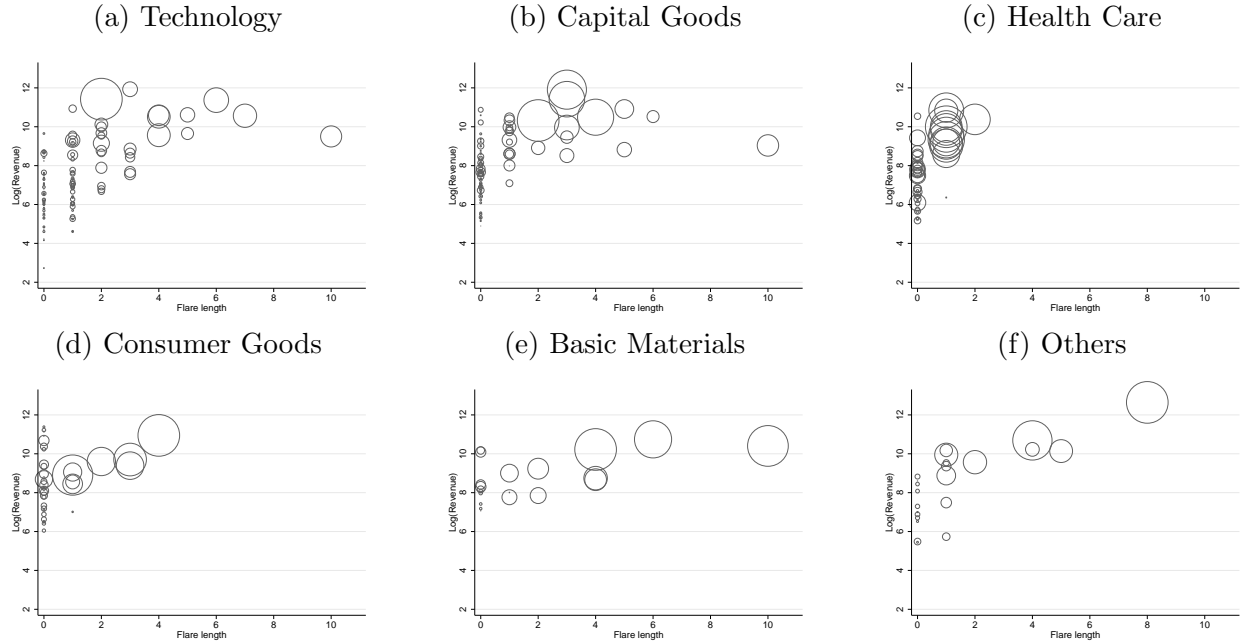 (a) Technology
(b) Capital Goods
(c) Health Care
12
10
8
6
4
2
Log(Revenue)
0 2 4 6 8 10
Flare length
12
10
8
6
4
2
Log(Revenue)
0 2 4 6 8 10
Flare length
12
10
8
6
4
2
Log(Revenue)
0 2 4 6 8 10
Flare length
(d) Consumer Goods
(e) Basic Materials
(f) Others
12
10
8
6
4
2
Log(Revenue)
0 2 4 6 8 10
Flare length
12
10
8
6
4
2
Log(Revenue)
0 2 4 6 8 10
Flare length
12
10
8
6
4
2
Log(Revenue)
0 2 4 6 8 10
Flare length